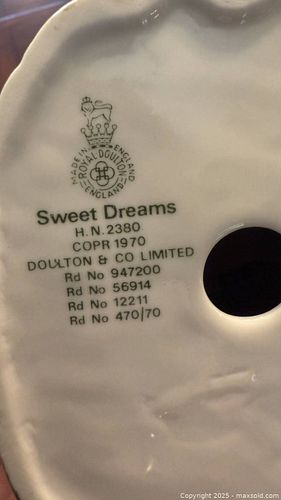 MADE IN ENGLAND
ROYAL DOULTON
ENGLAND
Sweet Dreams
H.N.2380
COPR 1970
DOULTON & CO LIMITED
Rd No 947200
Rd No 56914
Rd No 12211
Rd No 470/70
Copyright 2025 - maxsold.com